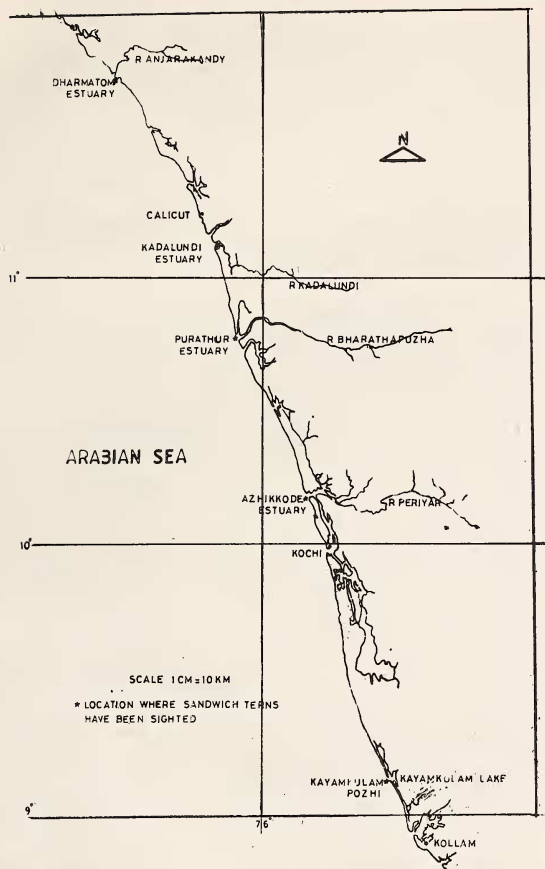 R ANJARAKANDY
DHARMATOM
ESTUARY
N
CALICUT
KADALUNDI
ESTUARY
11°
R KADALUNDI
PURATHUR
ESTUARY
R BHARATHAPUZHA
ARABIAN SEA
AZHIKKODE
ESTUARY
R PERIYAR
10°
KOCHI
SCALE 1CM=10KM
* LOCATION WHERE SANDWICH TERNS
HAVE BEEN SIGHTED
KAYAMKULAM
POZHI
KAYAMKULAM LAKE
9°
76°
KOLLAM